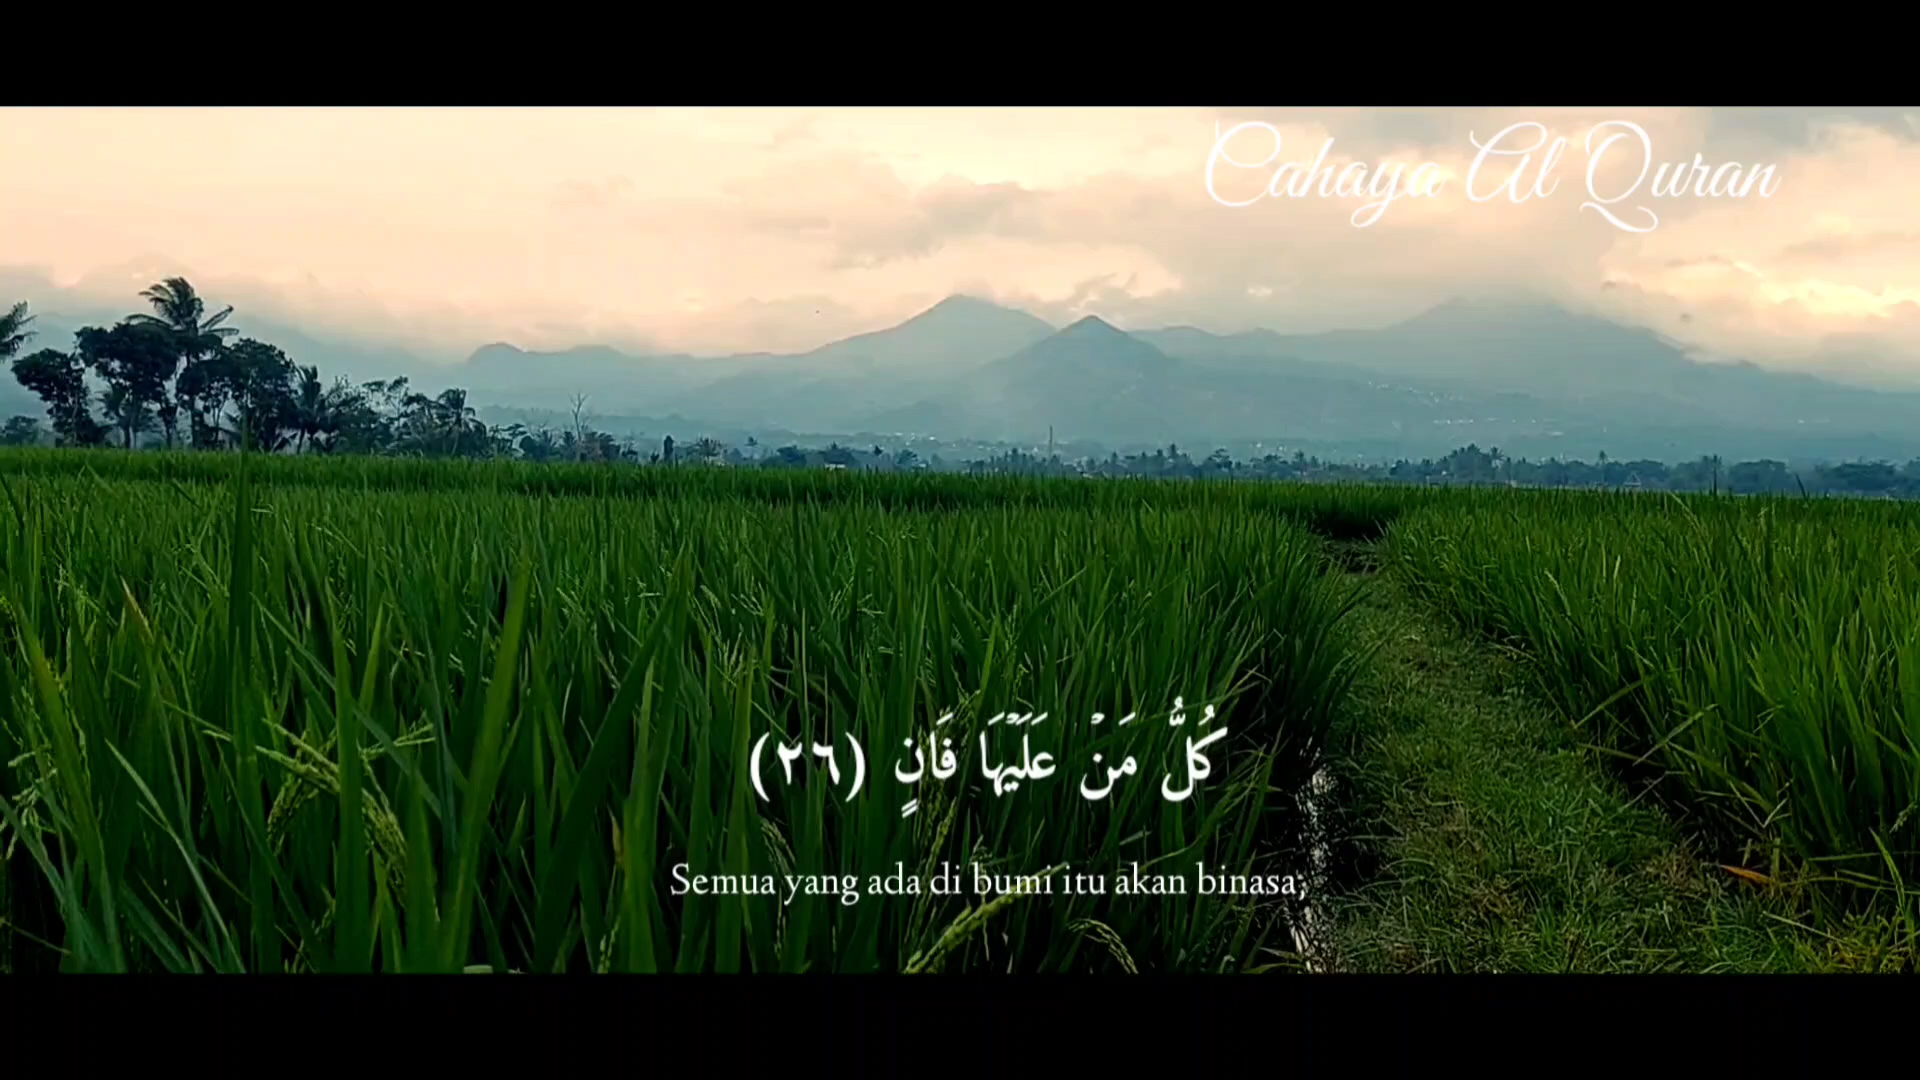 Cahaya Al Quran
كُلُّ مَنْ عَلَيْهَا فَانٍ (٢٦)
Semua yang ada di bumi itu akan binasa;